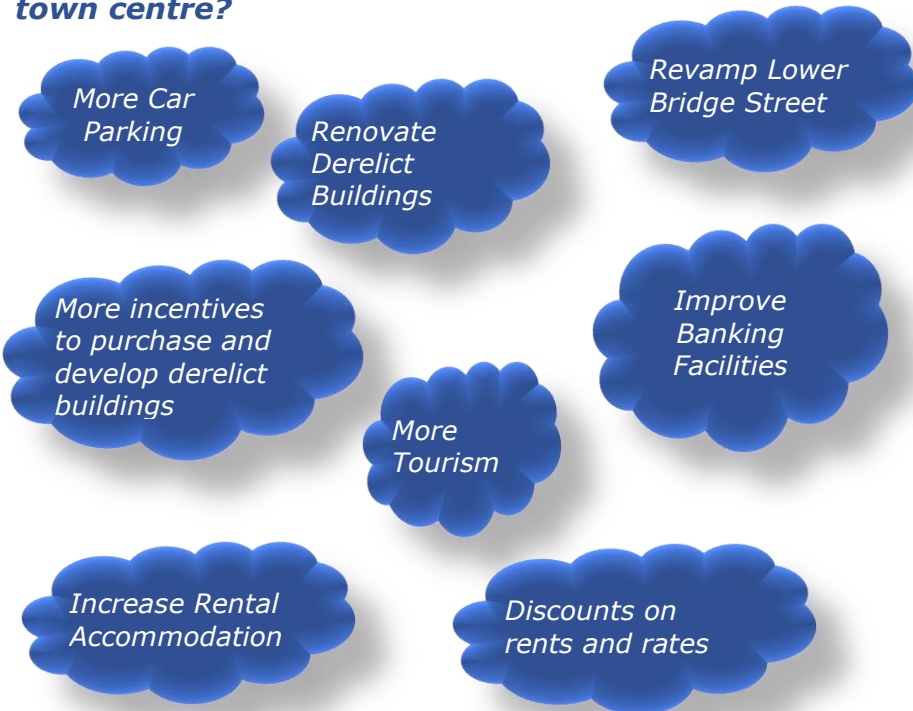 town centre?
More Car
Parking
Renovate
Derelict
Buildings
Revamp Lower
Bridge Street
More incentives
to purchase and
develop derelict
buildings
More
Tourism
Improve
Banking
Facilities
Increase Rental
Accommodation
Discounts on
rents and rates